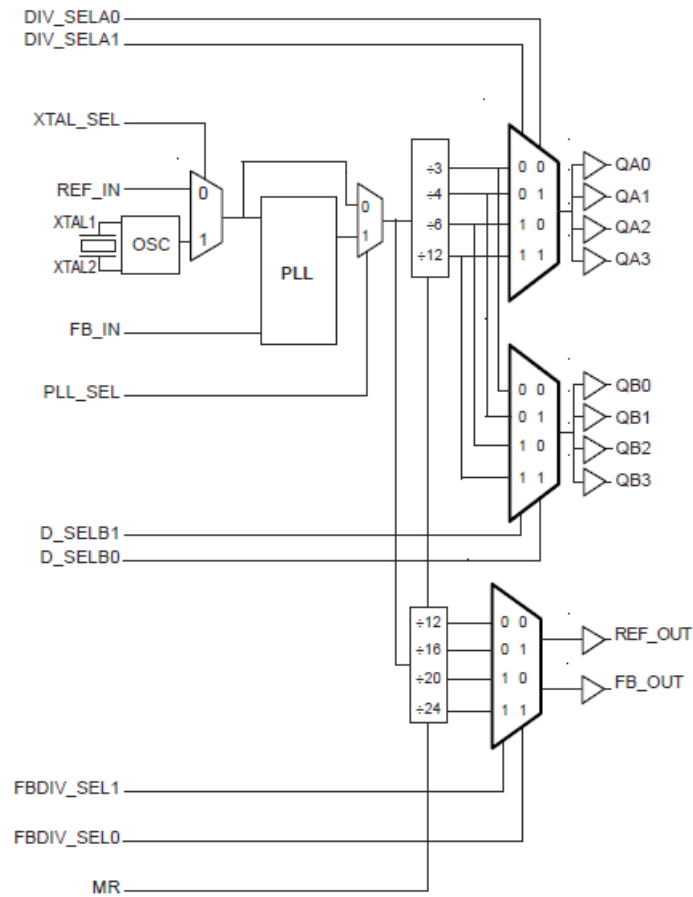 DIV_SELA0
DIV_SELA1
XTAL_SEL
REF_IN
XTAL1
XTAL2
OSC
0
1
PLL
0
1
FB_IN
PLL_SEL
÷3
÷4
÷6
÷12
0 0
0 1
1 0
1 1
QA0
QA1
QA2
QA3
0 0
0 1
1 0
1 1
QB0
QB1
QB2
QB3
D_SELB1
D_SELB0
÷12
÷16
÷20
÷24
0 0
0 1
1 0
1 1
REF_OUT
FB_OUT
FBDIV_SEL1
FBDIV_SEL0
MR